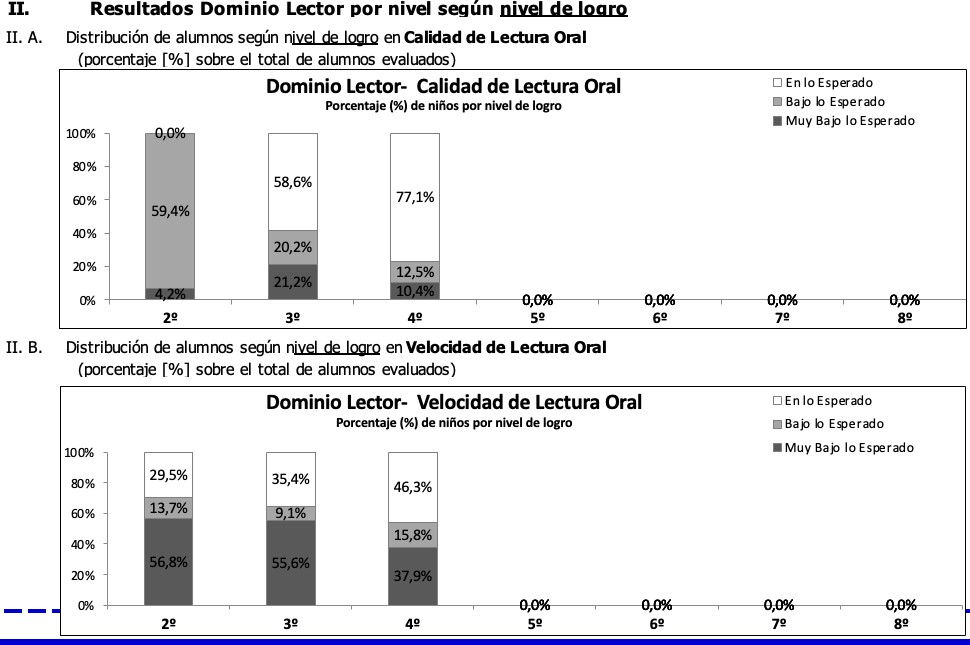 II. Resultados Dominio Lector por nivel según nivel de logro
II. A. Distribución de alumnos según nivel de logro en Calidad de Lectura Oral
(porcentaje [%] sobre el total de alumnos evaluados)
Dominio Lector- Calidad de Lectura Oral
Porcentaje (%) de niños por nivel de logro
En lo Esperado
Bajo lo Esperado
Muy Bajo lo Esperado
100%
80%
60%
40%
20%
0%
0,0%
59,4%
4,2%
58,6%
20,2%
21,2%
77,1%
12,5%
10,4%
0,0%
0,0%
0,0%
0,0%
2º 3º 4º 5º 6º 7º 8º
II. B. Distribución de alumnos según nivel de logro en Velocidad de Lectura Oral
(porcentaje [%] sobre el total de alumnos evaluados)
Dominio Lector- Velocidad de Lectura Oral
Porcentaje (%) de niños por nivel de logro
En lo Esperado
Bajo lo Esperado
Muy Bajo lo Esperado
100%
80%
60%
40%
20%
0%
29,5%
13,7%
56,8%
35,4%
9,1%
55,6%
46,3%
15,8%
37,9%
0,0%
0,0%
0,0%
0,0%
2º 3º 4º 5º 6º 7º 8º